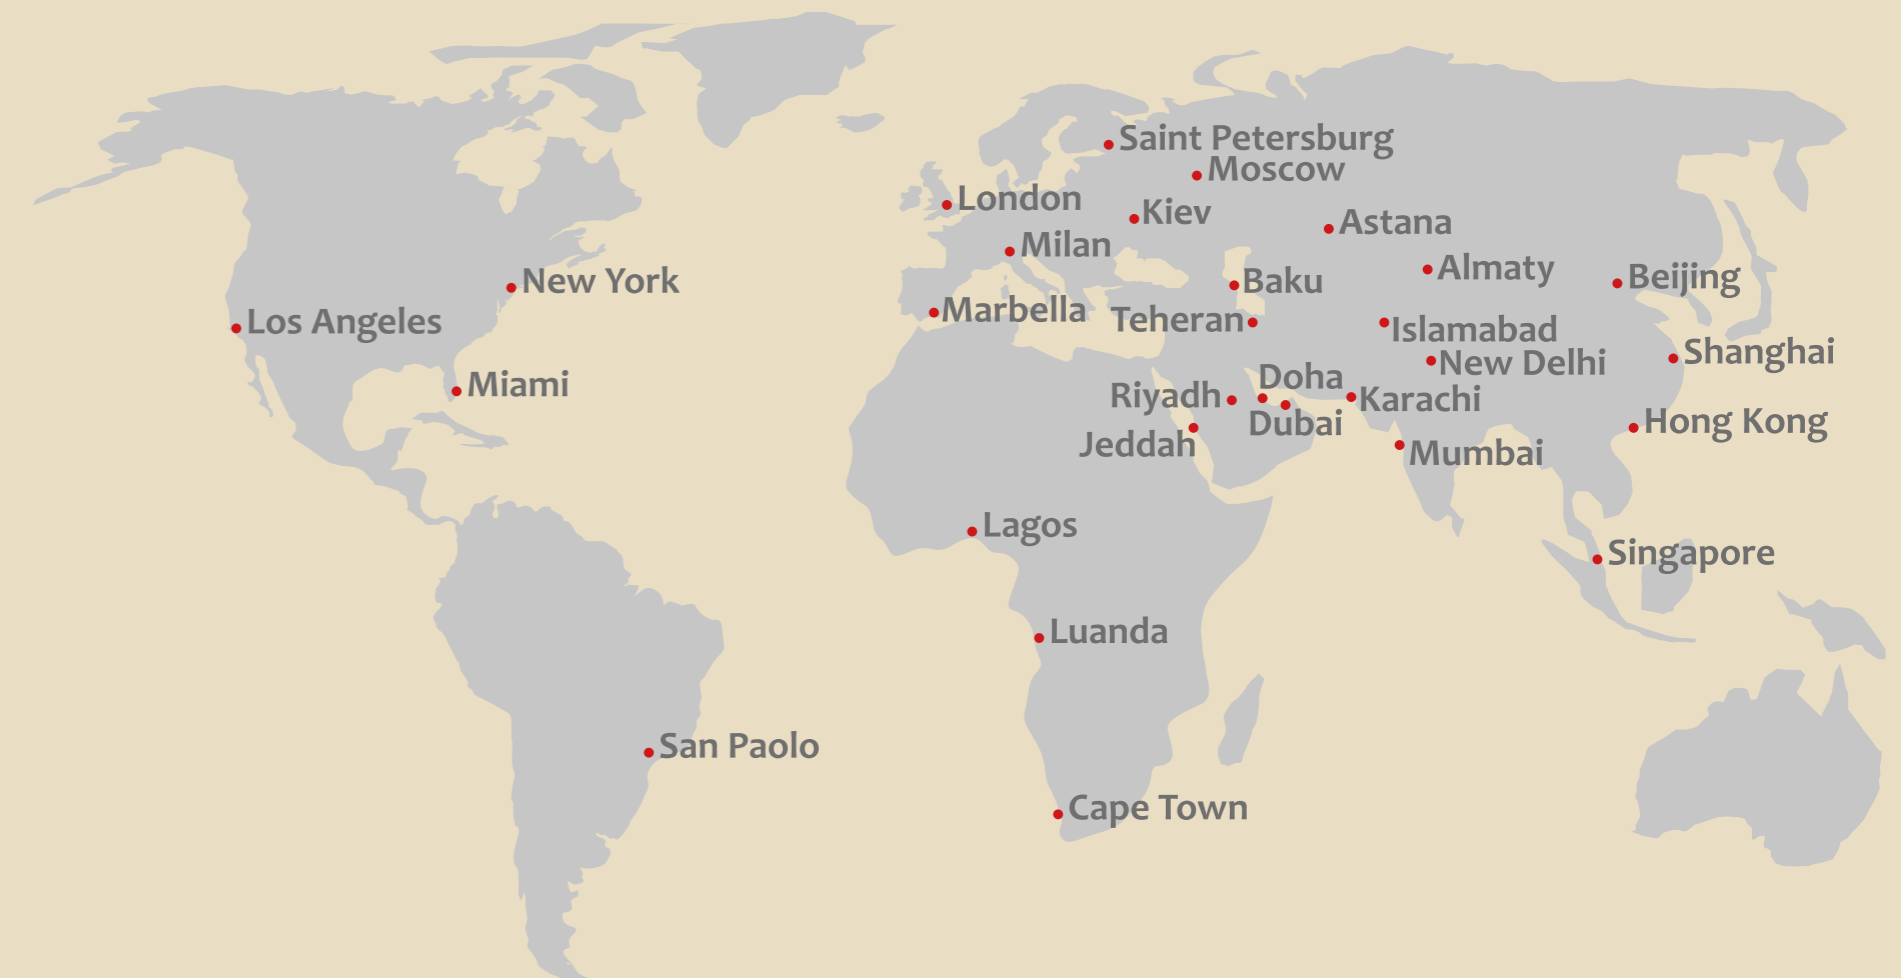 Saint Petersburg
Moscow
London
Kiev
Astana
Milan
Almaty
New York
Baku
Beijing
Marbella
Los Angeles
Teheran
Islamabad
Shanghai
New Delhi
Miami
Doha
Riyadh
Karachi
Dubai
Hong Kong
Jeddah
Mumbai
Lagos
Singapore
Luanda
San Paolo
Cape Town